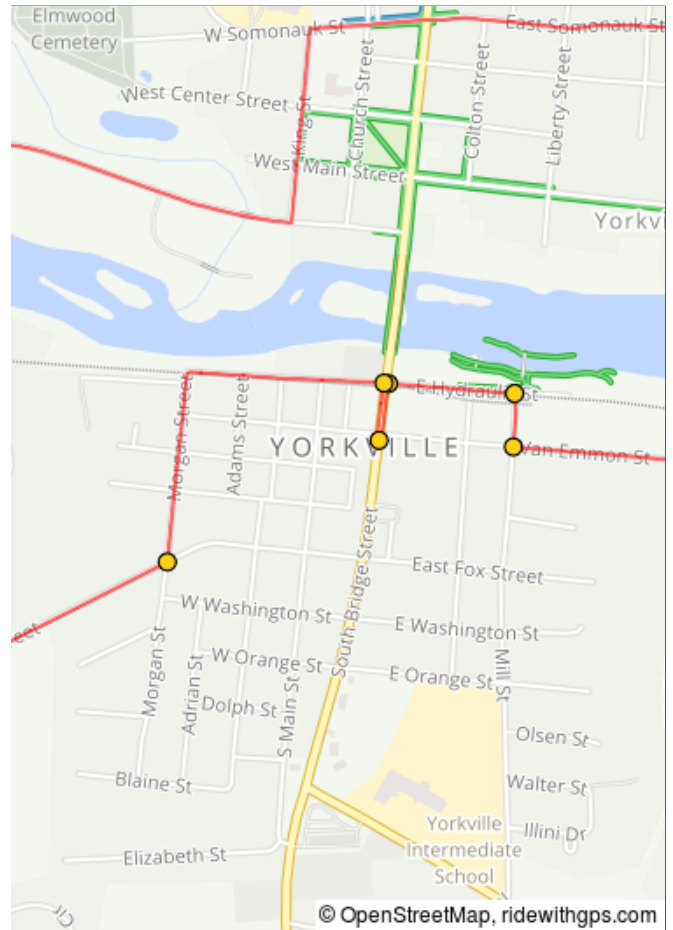 Elmwood
Cemetery
W Somonauk St
East Somonauk St
West Center Street
King St
Church Street
Colton Street
Liberty Street
West Main Street
Yorkvi
E Hydraulic St
Morgan Street
Adams Street
YORKVILLE
Van Emmon St
East Fox Street
eet
South Bridge Street
W Washington St
E Washington St
W Orange St
E Orange St
Mill St
Morgan St
Adrian St
Dolph St
S Main St
Olsen St
Blaine St
Walter St
Yorkville
Intermediate
School
Illini Dr
Elizabeth St
Cir
© OpenStreetMap, ridewithgps.com